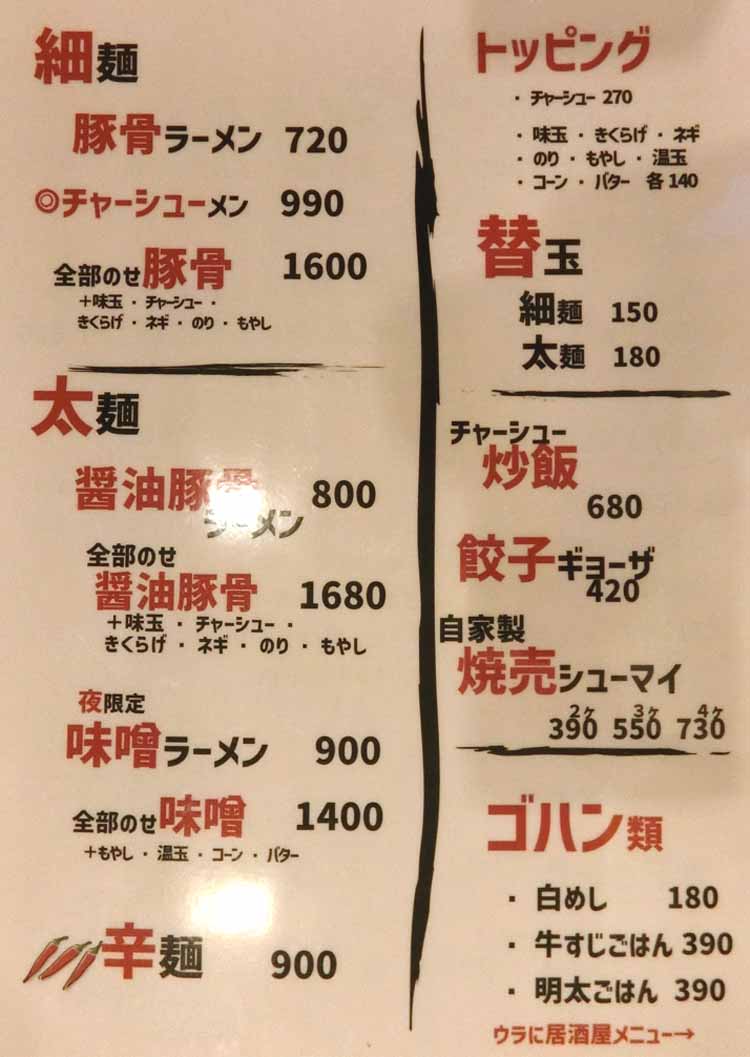 細麺
豚骨ラーメン 720
◎チャーシューメン 990
全部のせ豚骨 1600
+味玉・チャーシュー・
きくらげ・ネギ・のり・もやし
太麺
醤油豚骨 800
ラーメン
全部のせ
醤油豚骨 1680
+味玉・チャーシュー・
きくらげ・ネギ・のり・もやし
夜限定
味噌ラーメン 900
全部のせ味噌 1400
+もやし・温玉・コーン・バター
辛麺 900
トッピング
・チャーシュー 270
・味玉・きくらげ・ネギ
・のり・もやし・温玉
・コーン・バター 各140
替玉
細麺 150
太麺 180
チャーシュー
炒飯
680
餃子ギョーザ
420
自家製
焼売シューマイ
2ヶ 3ヶ 4ヶ
390 550 730
ゴハン類
・白めし 180
・牛すじごはん 390
・明太ごはん 390
ウラに居酒屋メニュー→